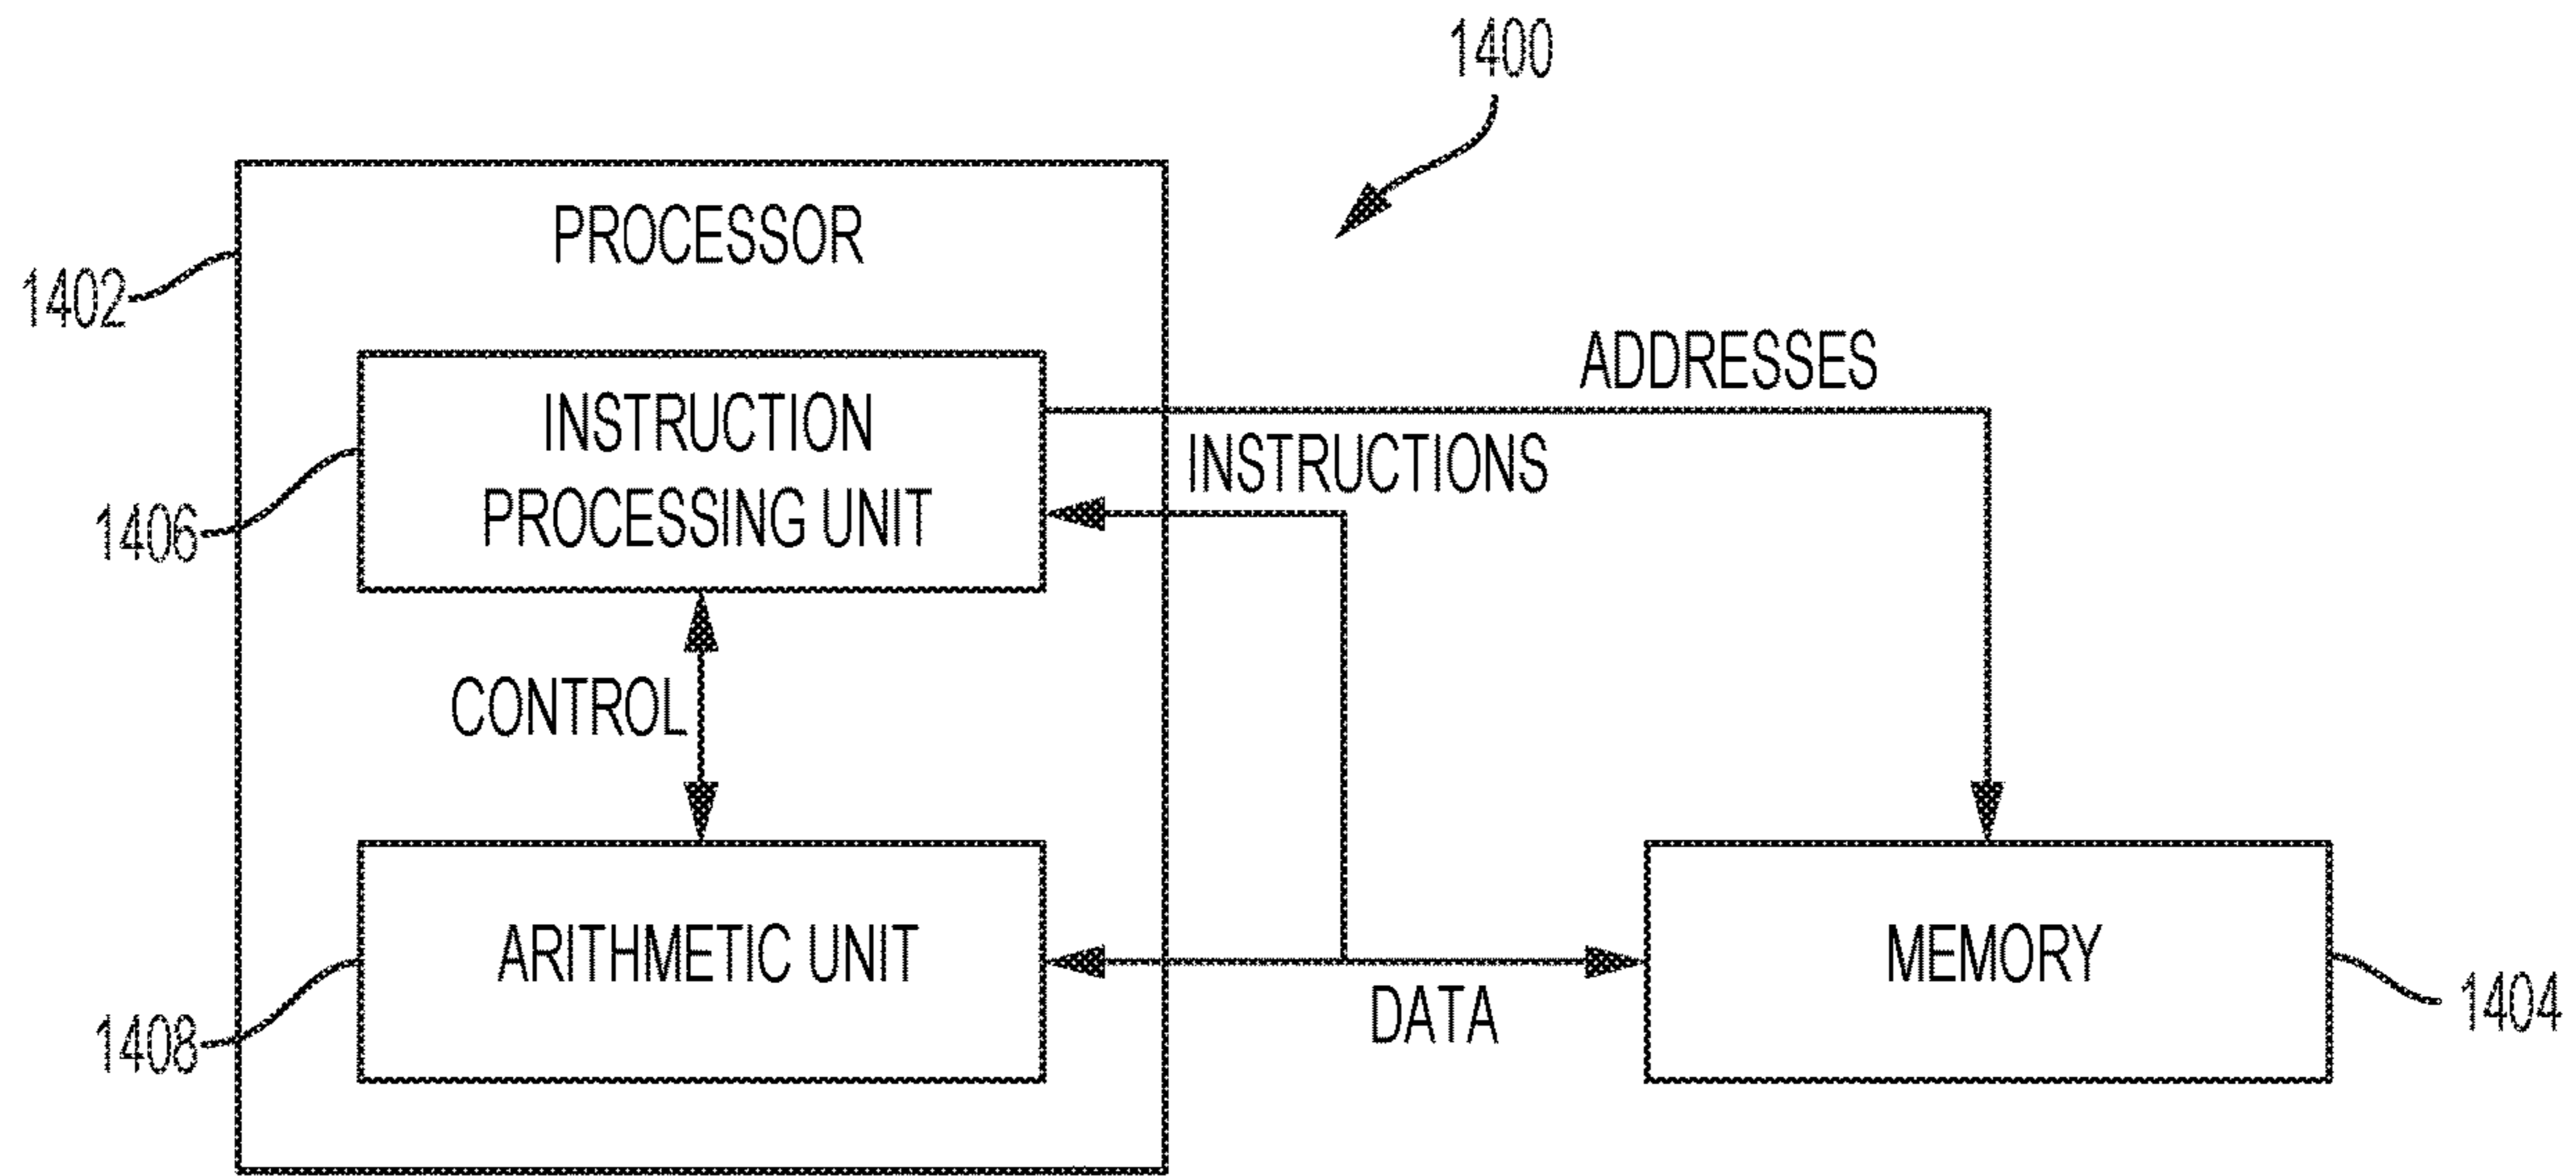 1400
PROCESSOR
1402
ADDRESSES
INSTRUCTION
PROCESSING UNIT
INSTRUCTIONS
1406
CONTROL
ARITHMETIC UNIT
MEMORY
DATA
1408
1404